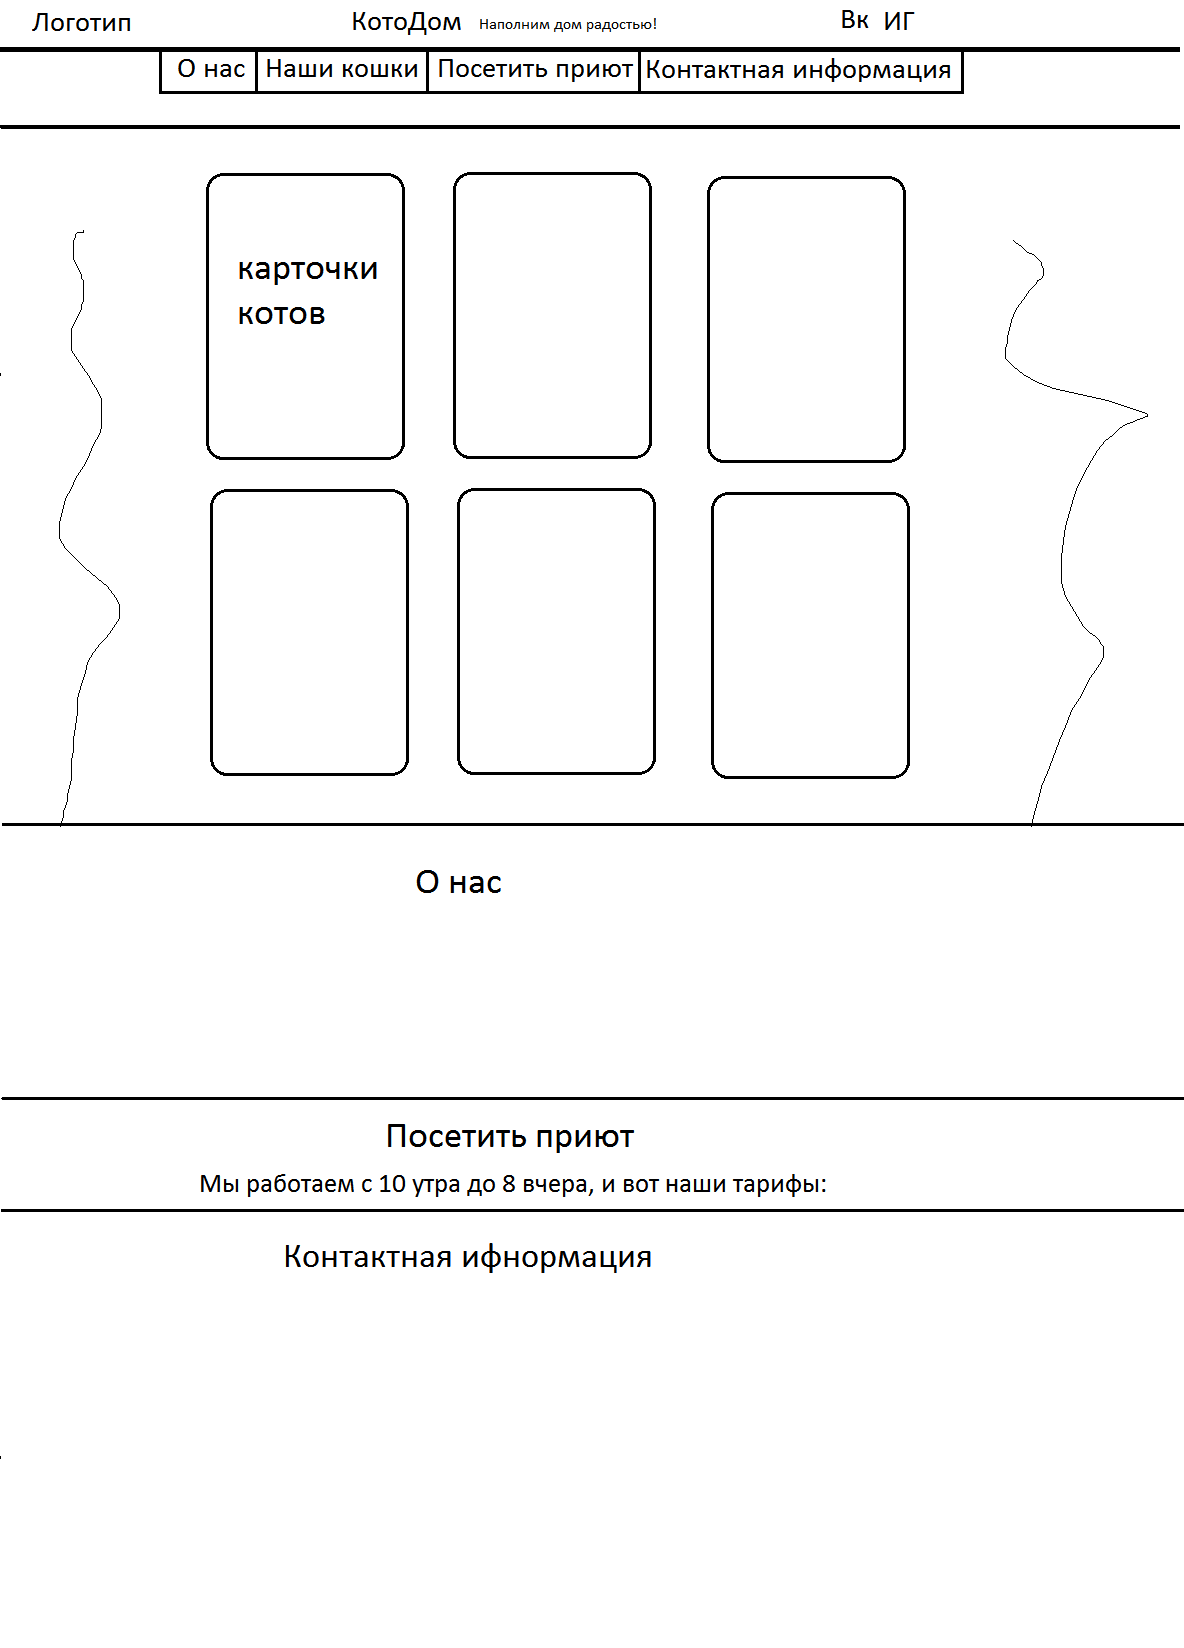 Логотип КотоДом Наполним дом радостью! Вк ИГ
О нас Наши кошки Посетить приют Контактная информация
карточки
котов
О нас
Посетить приют
Мы работаем с 10 утра до 8 вчера, и вот наши тарифы:
Контактная ифнормация